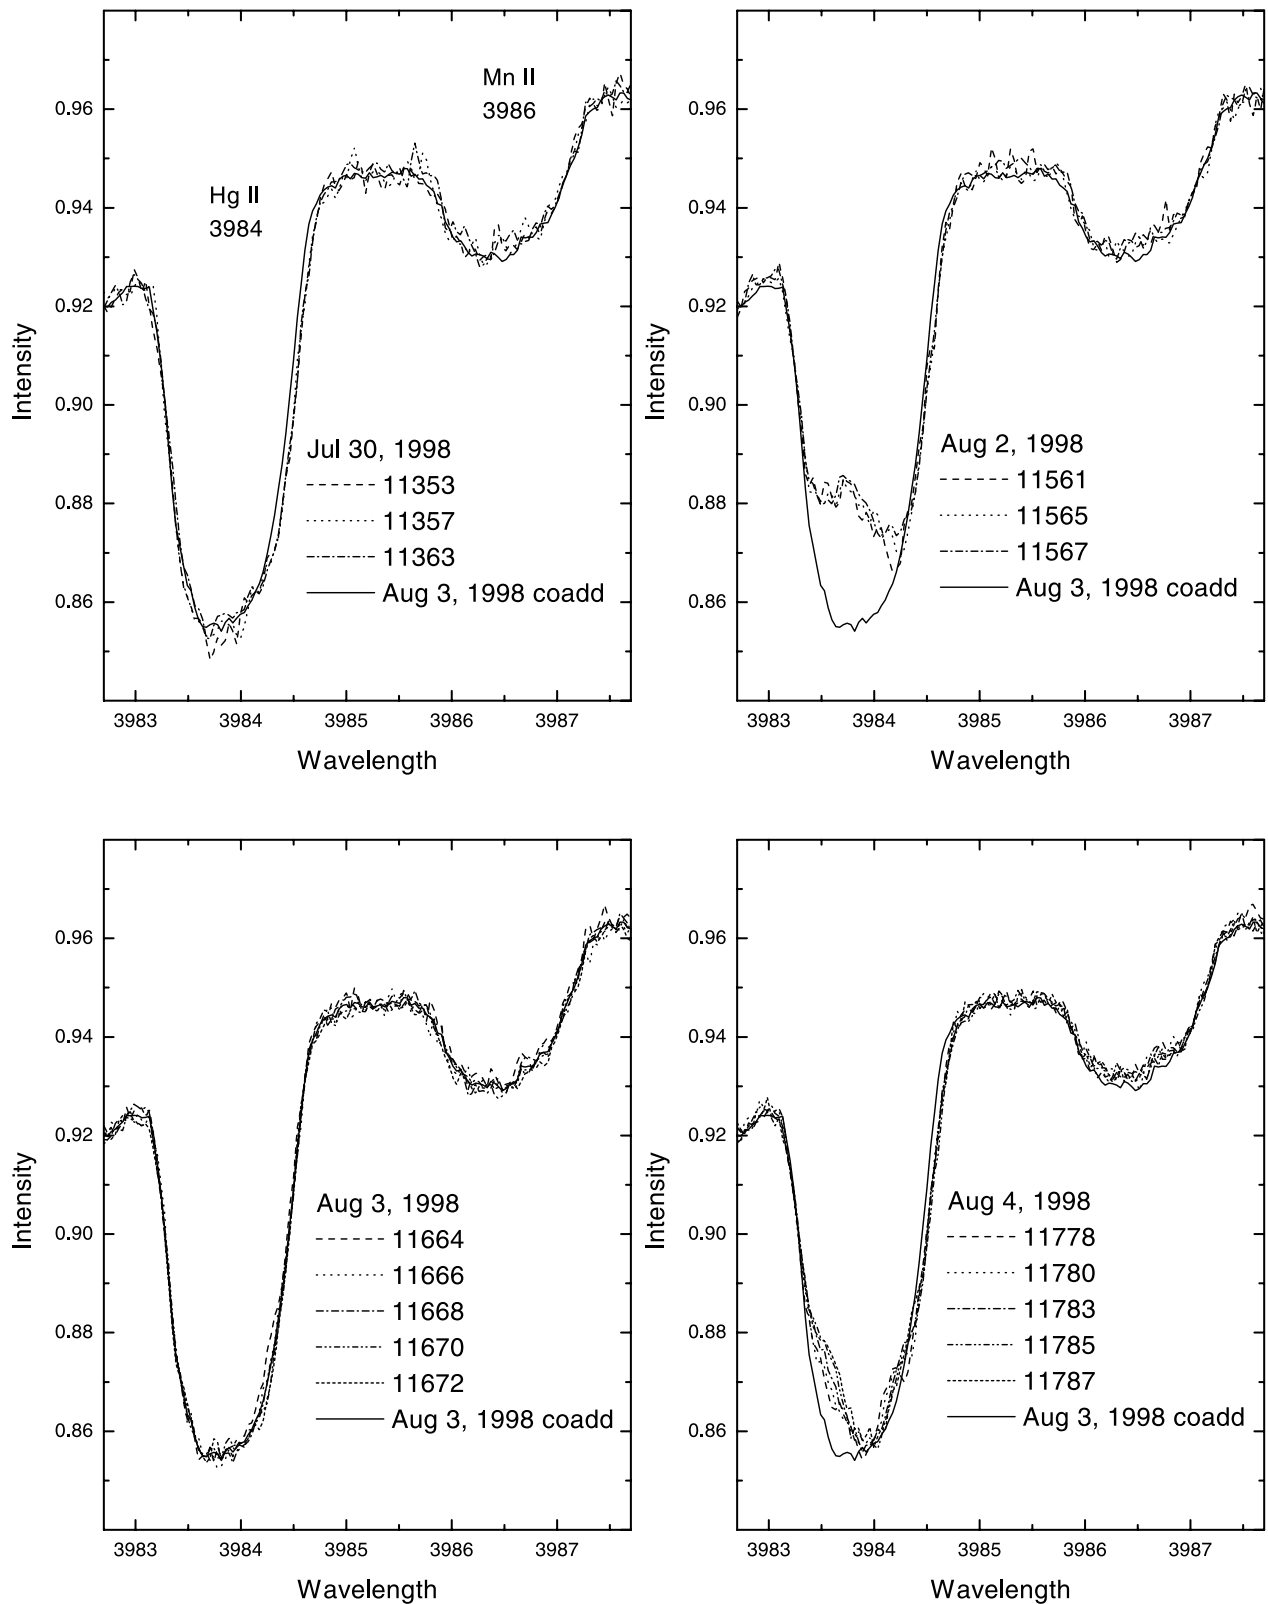 Mn II
3986
Hg II
3984
0.96
0.94
0.92
0.90
0.88
0.86
Intensity
Jul 30, 1998
11353
11357
11363
Aug 3, 1998 coadd
3983 3984 3985 3986 3987
Wavelength
0.96
0.94
0.92
0.90
0.88
0.86
Intensity
Aug 2, 1998
11561
11565
11567
Aug 3, 1998 coadd
3983 3984 3985 3986 3987
Wavelength
0.96
0.94
0.92
0.90
0.88
0.86
Intensity
Aug 3, 1998
11664
11666
11668
11670
11672
Aug 3, 1998 coadd
3983 3984 3985 3986 3987
Wavelength
0.96
0.94
0.92
0.90
0.88
0.86
Intensity
Aug 4, 1998
11778
11780
11783
11785
11787
Aug 3, 1998 coadd
3983 3984 3985 3986 3987
Wavelength